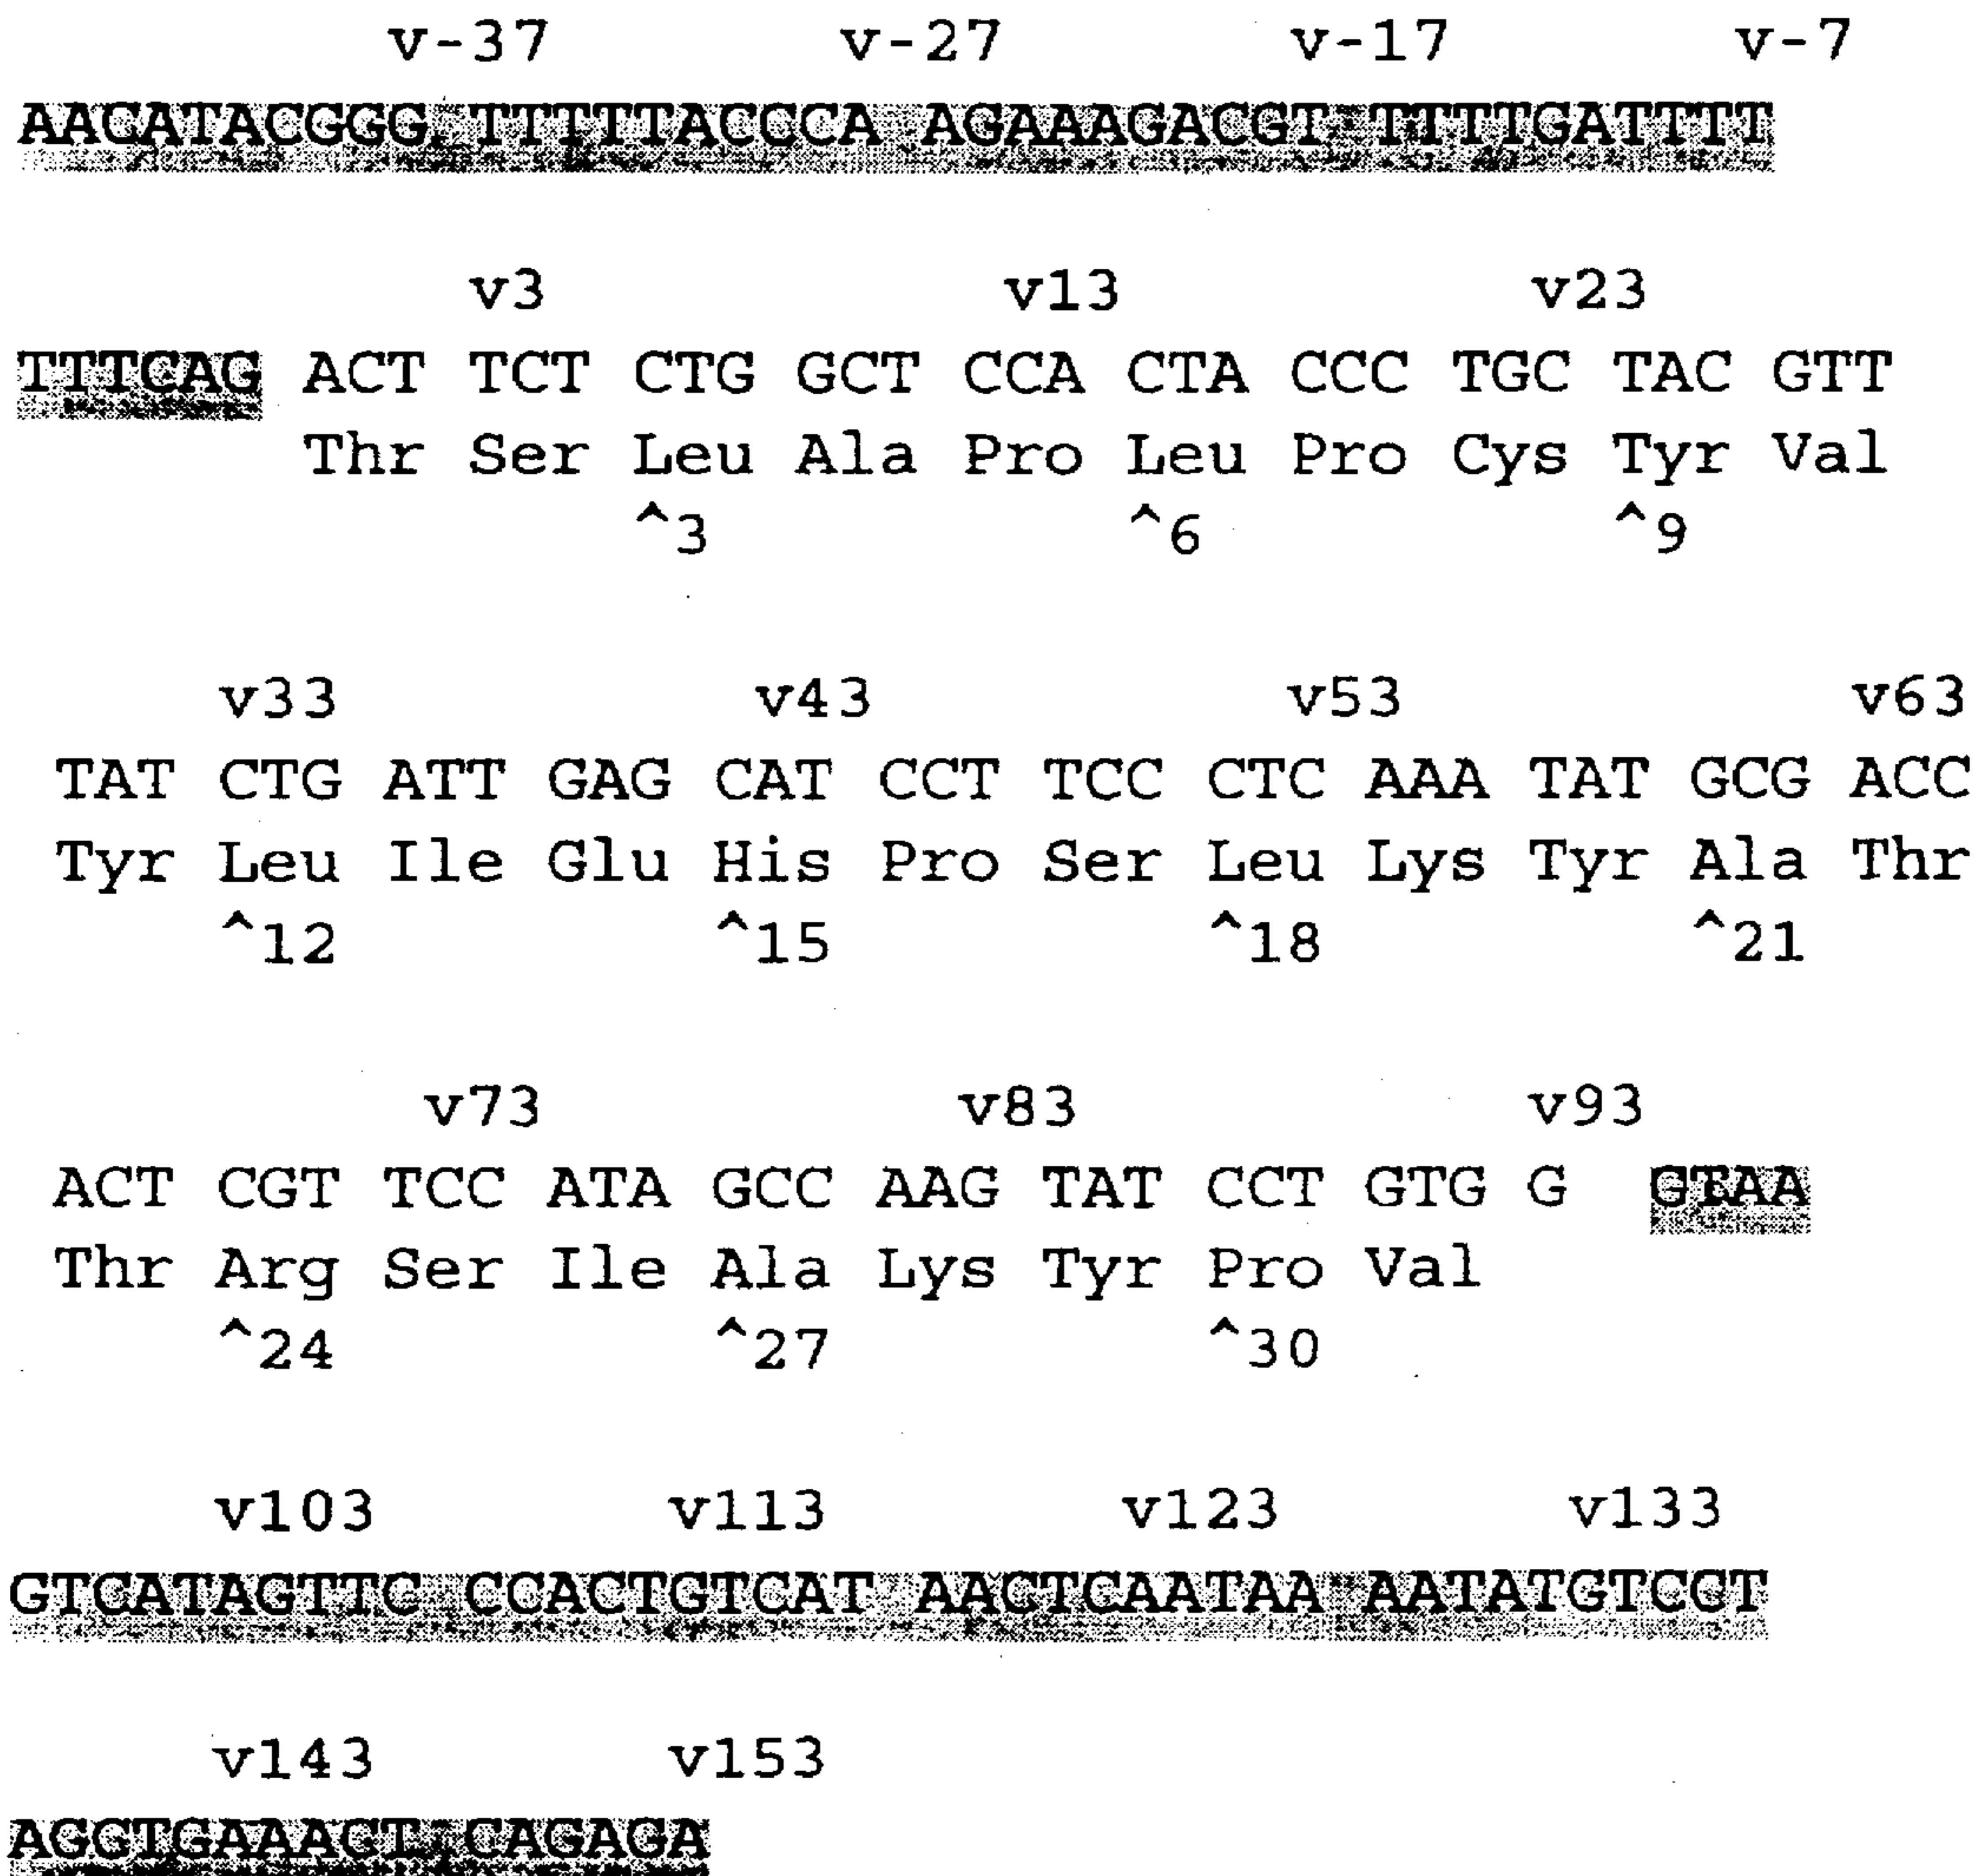 v-37 v-27 v-17 v-7
AACATACGGG TTTTTACCCA AGAAAGACGT TTTTGATTTT
v3 v13 v23
TTTCAG ACT TCT CTG GCT CCA CTA CCC TGC TAC GTT
Thr Ser Leu Ala Pro Leu Pro Cys Tyr Val
^3 ^6 ^9
v33 v43 v53 v63
TAT CTG ATT GAG CAT CCT TCC CTC AAA TAT GCG ACC
Tyr Leu Ile Glu His Pro Ser Leu Lys Tyr Ala Thr
^12 ^15 ^18 ^21
v73 v83 v93
ACT CGT TCC ATA GCC AAG TAT CCT GTG G GTAA
Thr Arg Ser Ile Ala Lys Tyr Pro Val
^24 ^27 ^30
v103 v113 v123 v133
GTCATAGTTC CCACTGTCAT AACTCAATAA AATATGTCCT
v143 v153
AGGTGAAAGT CAGAGA